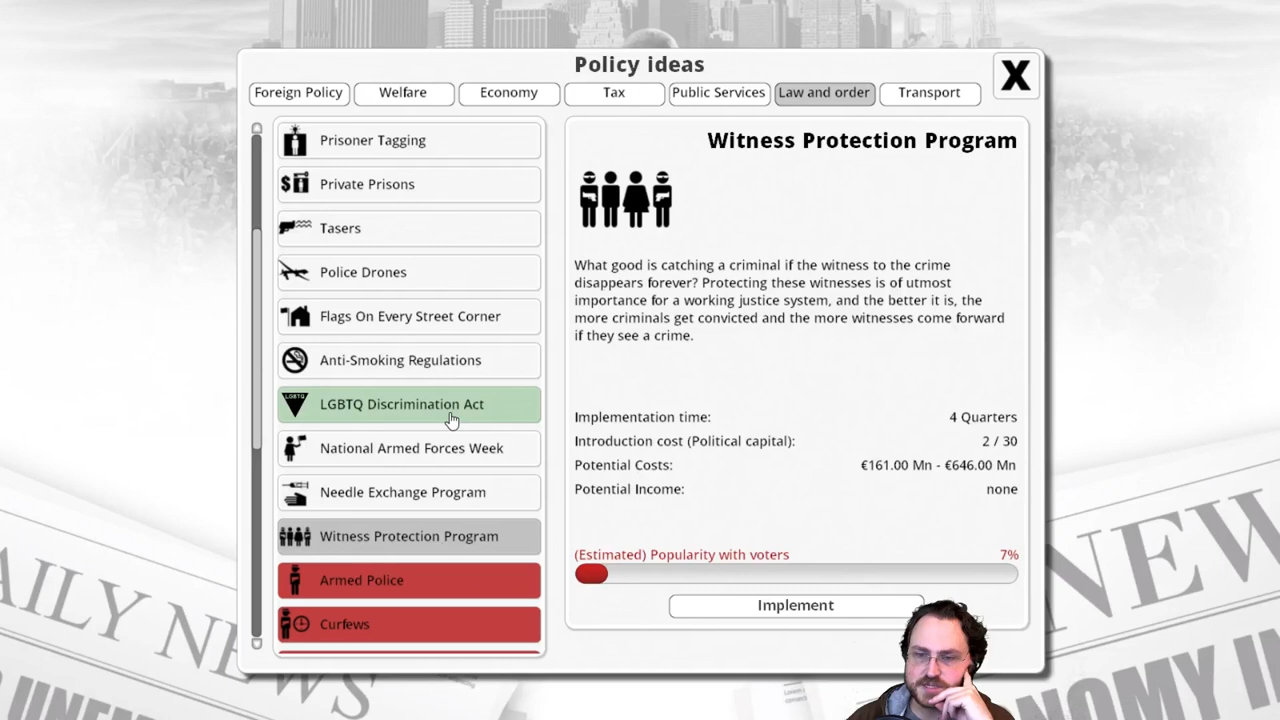 Policy ideas
X
Foreign Policy
Welfare
Economy
Tax
Public Services
Law and order
Transport
Prisoner Tagging
Private Prisons
Tasers
Police Drones
Flags On Every Street Corner
Anti-Smoking Regulations
LGBTQ
LGBTQ Discrimination Act
National Armed Forces Week
Needle Exchange Program
Witness Protection Program
Armed Police
Curfews
Witness Protection Program
What good is catching a criminal if the witness to the crime
disappears forever? Protecting these witnesses is of utmost
importance for a working justice system, and the better it is, the
more criminals get convicted and the more witnesses come forward
if they see a crime.
Implementation time: 4 Quarters
Introduction cost (Political capital): 2 / 30
Potential Costs: €161.00 Mn - €646.00 Mn
Potential Income: none
(Estimated) Popularity with voters 7%
Implement